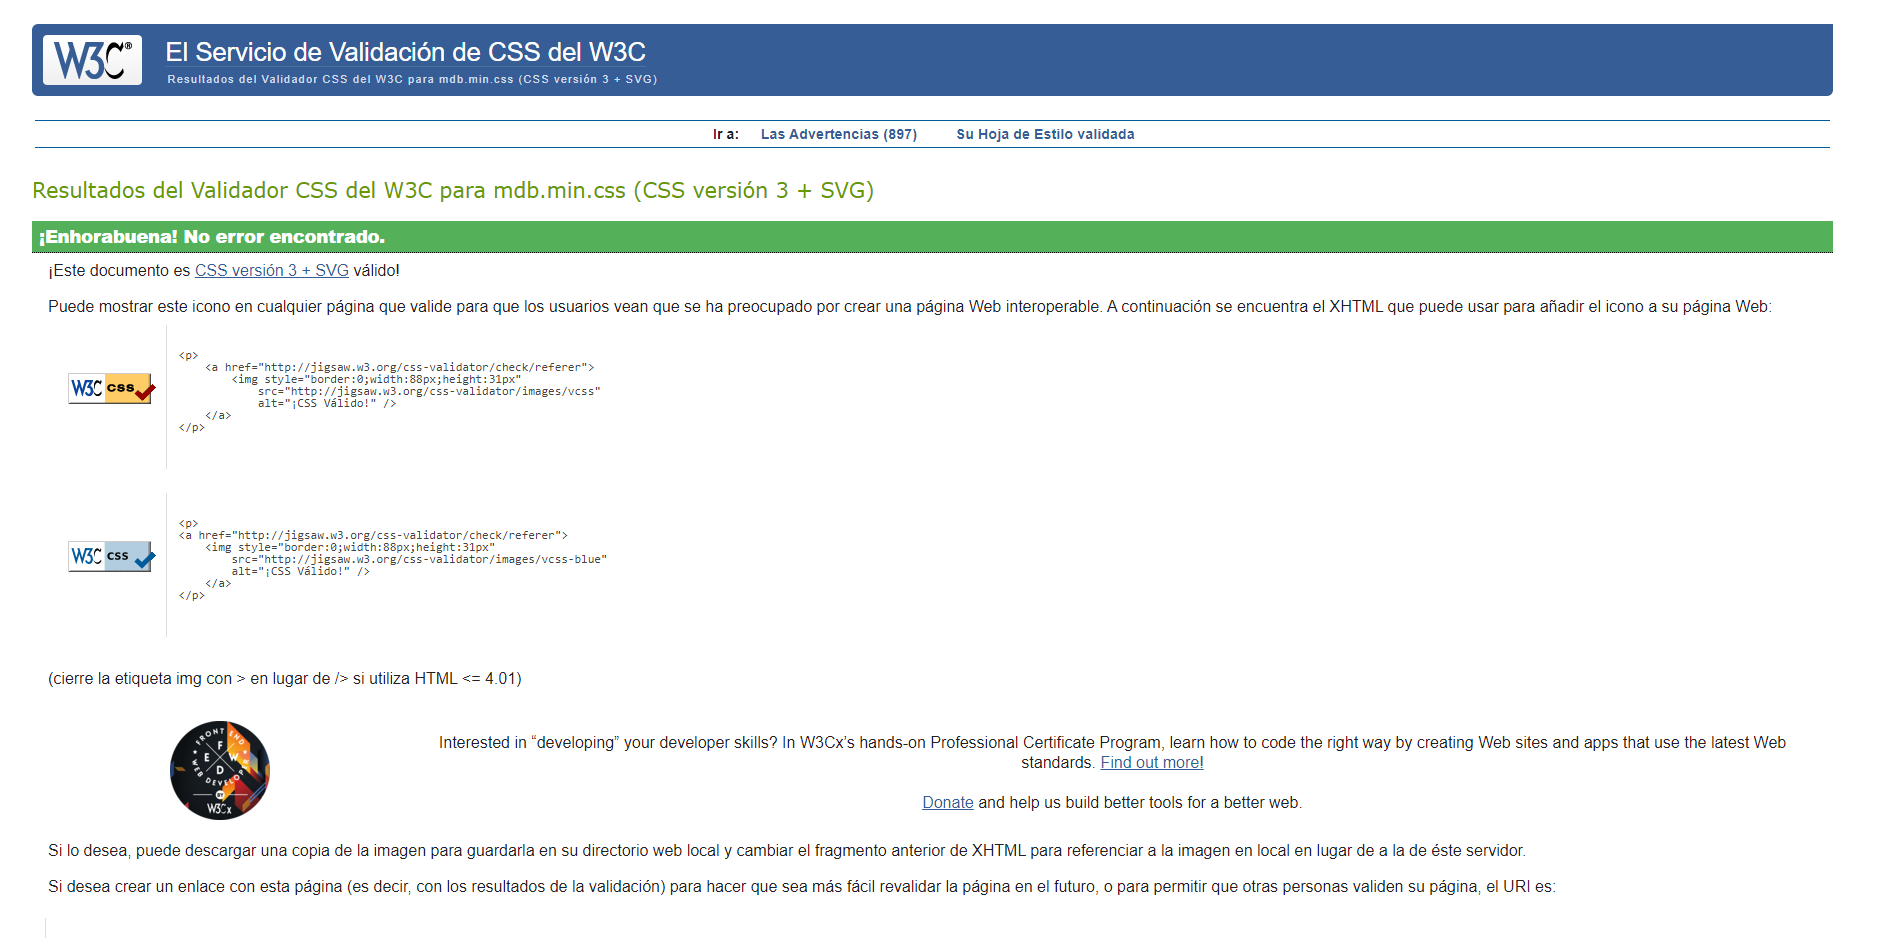 W3C®
El Servicio de Validación de CSS del W3C
Resultados del Validador CSS del W3C para mdb.min.css (CSS versión 3 + SVG)
Ir a: Las Advertencias (897) Su Hoja de Estilo validada
Resultados del Validador CSS del W3C para mdb.min.css (CSS versión 3 + SVG)
¡Enhorabuena! No error encontrado.
¡Este documento es CSS versión 3 + SVG válido!
Puede mostrar este icono en cualquier página que valide para que los usuarios vean que se ha preocupado por crear una página Web interoperable. A continuación se encuentra el XHTML que puede usar para añadir el icono a su página Web:
W3C css
<p>
<a href="http://jigsaw.w3.org/css-validator/check/referer">
<img style="border:0;width:88px;height:31px"
src="http://jigsaw.w3.org/css-validator/images/vcss"
alt="¡CSS Válido!" />
</a>
</p>
W3C css
<p>
<a href="http://jigsaw.w3.org/css-validator/check/referer">
<img style="border:0;width:88px;height:31px"
src="http://jigsaw.w3.org/css-validator/images/vcss-blue"
alt="¡CSS Válido!" />
</a>
</p>
(cierre la etiqueta img con > en lugar de /> si utiliza HTML <= 4.01)
FRONT END
F
E W
D
WEB DEVELOPER
BY
W3Cx
Interested in “developing” your developer skills? In W3Cx’s hands-on Professional Certificate Program, learn how to code the right way by creating Web sites and apps that use the latest Web
standards. Find out more!
Donate and help us build better tools for a better web.
Si lo desea, puede descargar una copia de la imagen para guardarla en su directorio web local y cambiar el fragmento anterior de XHTML para referenciar a la imagen en local en lugar de a la de éste servidor.
Si desea crear un enlace con esta página (es decir, con los resultados de la validación) para hacer que sea más fácil revalidar la página en el futuro, o para permitir que otras personas validen su página, el URI es: